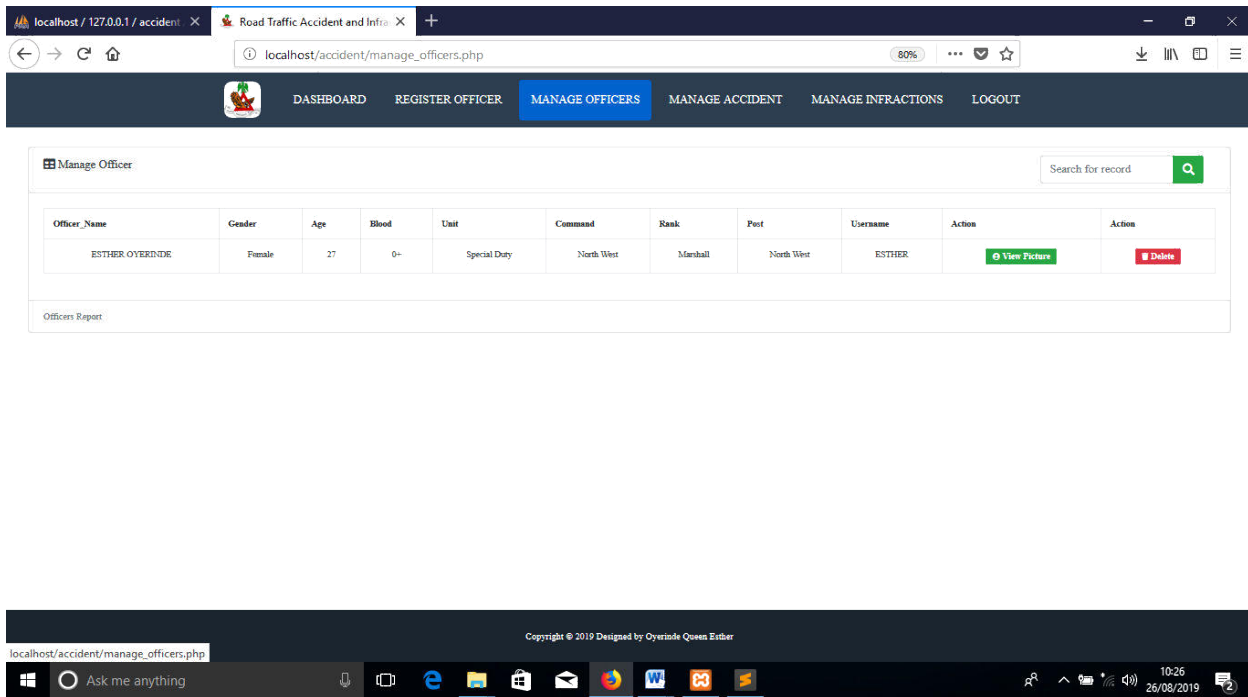 localhost / 127.0.0.1 / accident
Road Traffic Accident and Infra
localhost/accident/manage_officers.php
80%
DASHBOARD REGISTER OFFICER MANAGE OFFICERS MANAGE ACCIDENT MANAGE INFRACTIONS LOGOUT
Manage Officer
Search for record
Officer_Name Gender Age Blood Unit Command Rank Post Username Action Action
ESTHER OYERINDE Female 27 0+ Special Duty North West Marshall North West ESTHER View Picture Delete
Officers Report
Copyright © 2019 Designed by Oyerinde Queen Esther
localhost/accident/manage_officers.php
Ask me anything
10:26
26/08/2019
2